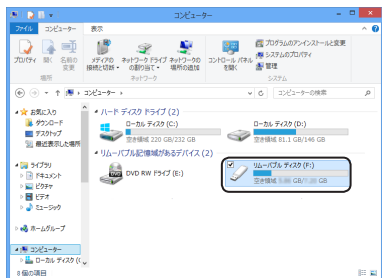 コンピューター
ファイル コンピューター 表示
プロパティ 開く 名前の変更
メディアの接続と切断 ネットワーク ドライブの割り当て ネットワークの場所の追加
コントロール パネルを開く
プログラムのアンインストールと変更
システムのプロパティ
管理
場所 ネットワーク システム
コンピューター
コンピューターの検索
お気に入り
ダウンロード
デスクトップ
最近表示した場所
ライブラリ
ドキュメント
ピクチャ
ビデオ
ミュージック
ホームグループ
コンピューター
ローカル ディスク (C
ハード ディスク ドライブ (2)
ローカル ディスク (C:)
空き領域 220 GB/232 GB
ローカル ディスク (D:)
空き領域 81.1 GB/146 GB
リムーバブル記憶域があるデバイス (2)
DVD RW ドライブ (E:)
リムーバブル ディスク (F:)
空き領域 GB/ GB
8 個の項目